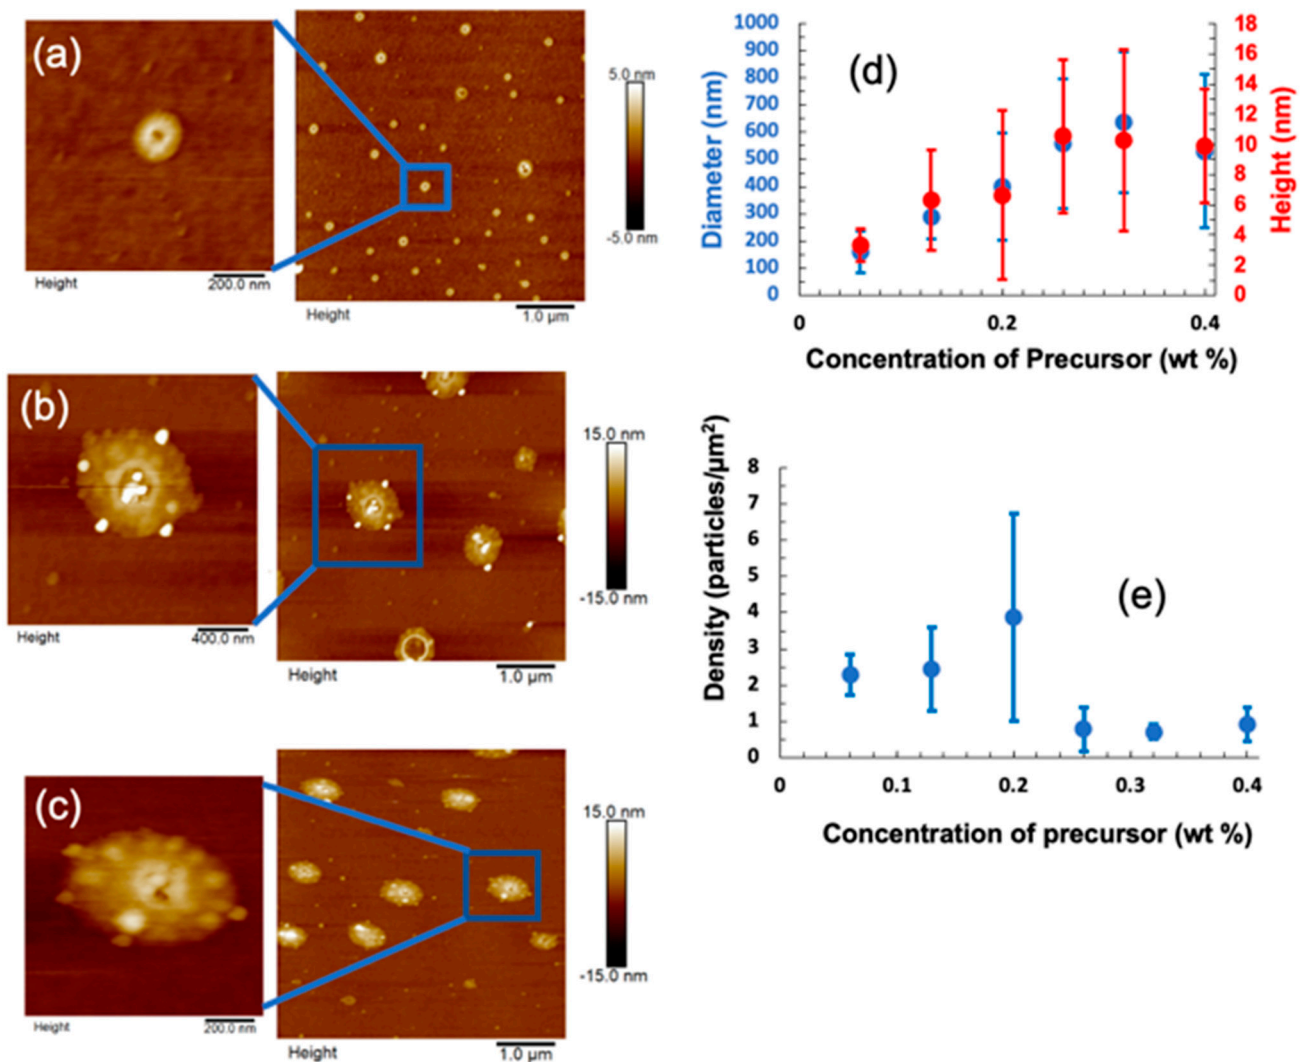 (a)
Height
200.0 nm
Height
1.0 µm
5.0 nm
-5.0 nm
(b)
Height
400.0 nm
Height
1.0 µm
15.0 nm
-15.0 nm
(c)
Height
200.0 nm
Height
1.0 µm
15.0 nm
-15.0 nm
(d)
Diameter (nm)
1000
900
800
700
600
500
400
300
200
100
0
18
16
14
12
10
8
6
4
2
0
Height (nm)
0 0.2 0.4
Concentration of Precursor (wt %)
(e)
Density (particles/µm²)
8
7
6
5
4
3
2
1
0
0 0.1 0.2 0.3 0.4
Concentration of precursor (wt %)